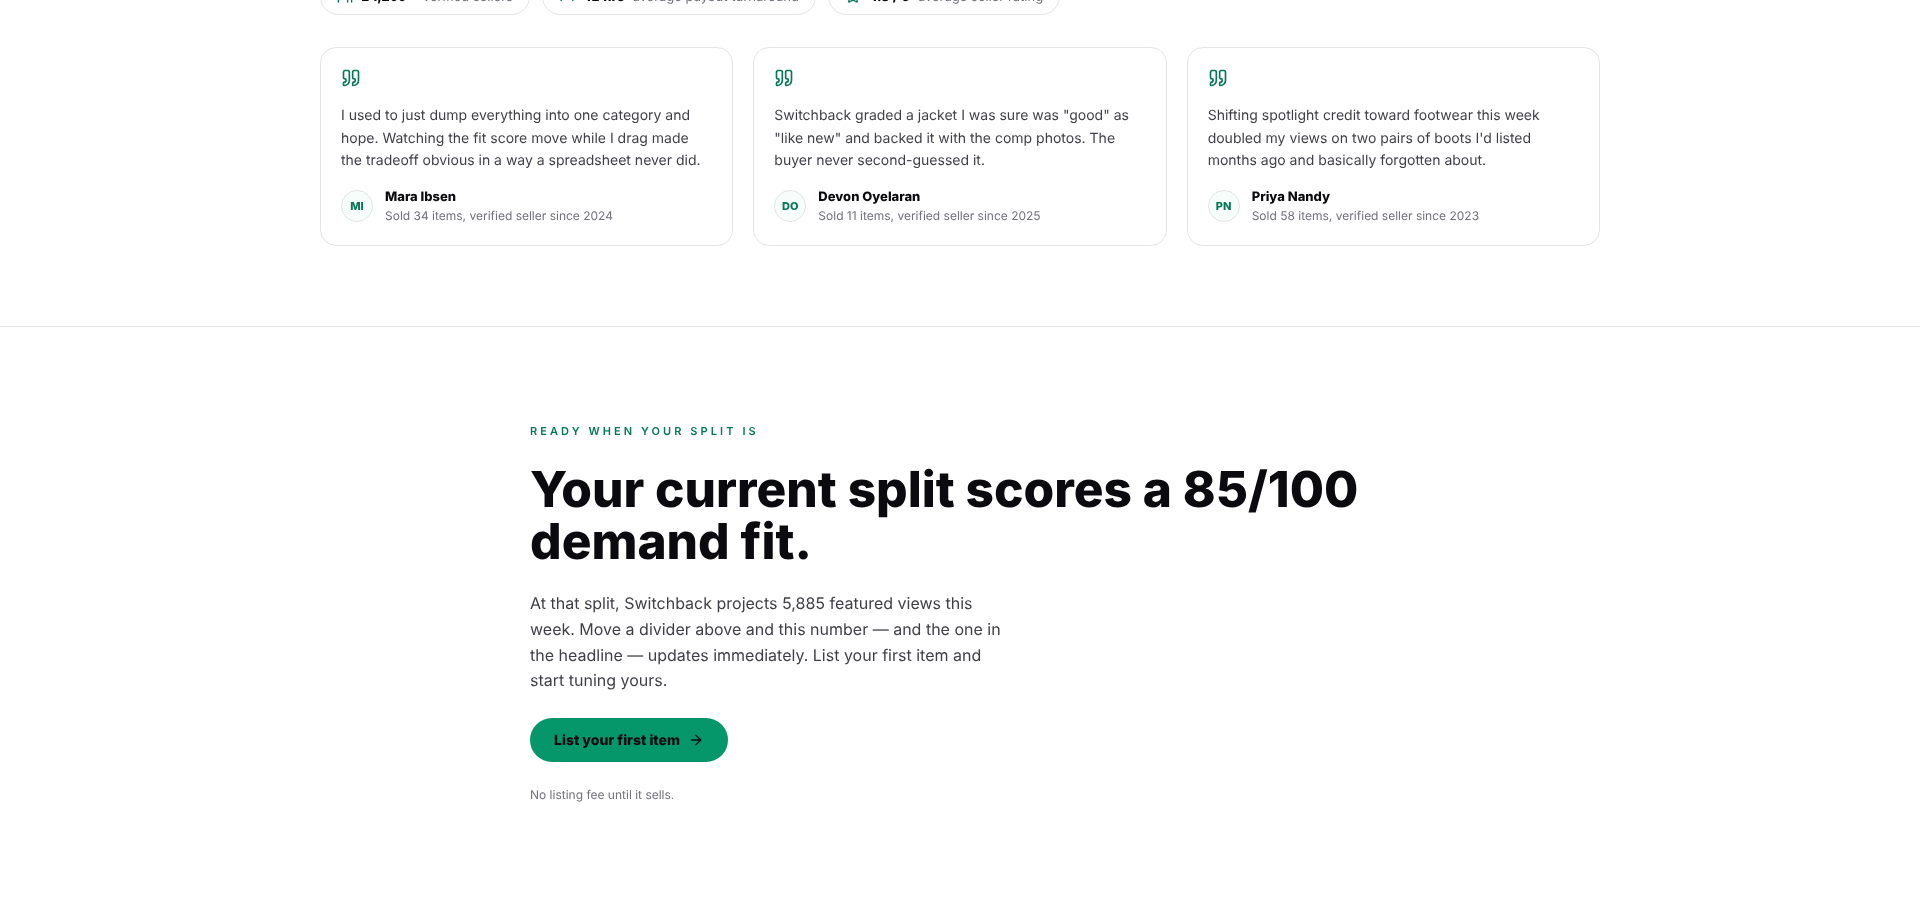 I used to just dump everything into one category and
hope. Watching the fit score move while I drag made
the tradeoff obvious in a way a spreadsheet never did.
MI
Mara Ibsen
Sold 34 items, verified seller since 2024
Switchback graded a jacket I was sure was "good" as
"like new" and backed it with the comp photos. The
buyer never second-guessed it.
DO
Devon Oyelaran
Sold 11 items, verified seller since 2025
Shifting spotlight credit toward footwear this week
doubled my views on two pairs of boots I'd listed
months ago and basically forgotten about.
PN
Priya Nandy
Sold 58 items, verified seller since 2023
READY WHEN YOUR SPLIT IS
Your current split scores a 85/100
demand fit.
At that split, Switchback projects 5,885 featured views this
week. Move a divider above and this number — and the one in
the headline — updates immediately. List your first item and
start tuning yours.
List your first item
No listing fee until it sells.